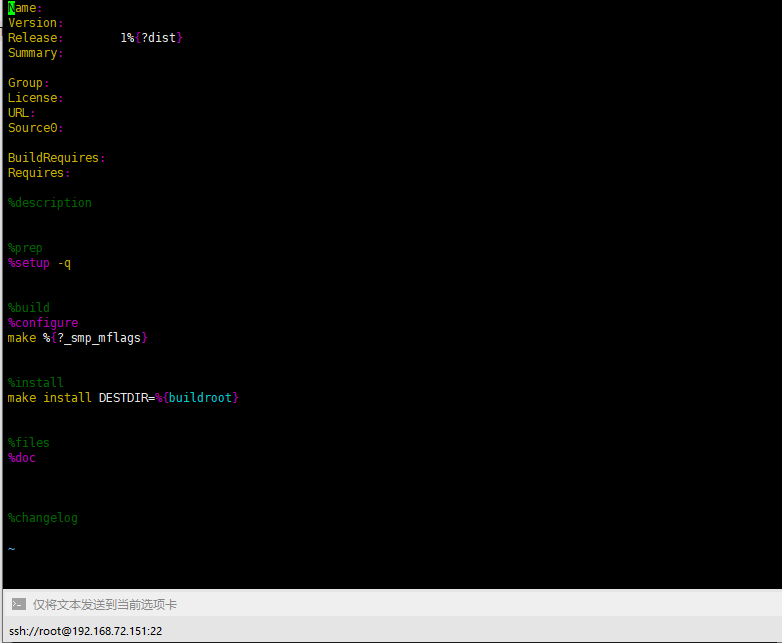 Name:
Version:
Release:        1%{?dist}
Summary:
Group:
License:
URL:
Source0:
BuildRequires:
Requires:
%description
%prep
%setup -q
%build
%configure
make %{?_smp_mflags}
%install
make install DESTDIR=%{buildroot}
%files
%doc
%changelog
~
仅将文本发送到当前选项卡
ssh://root@192.168.72.151:22